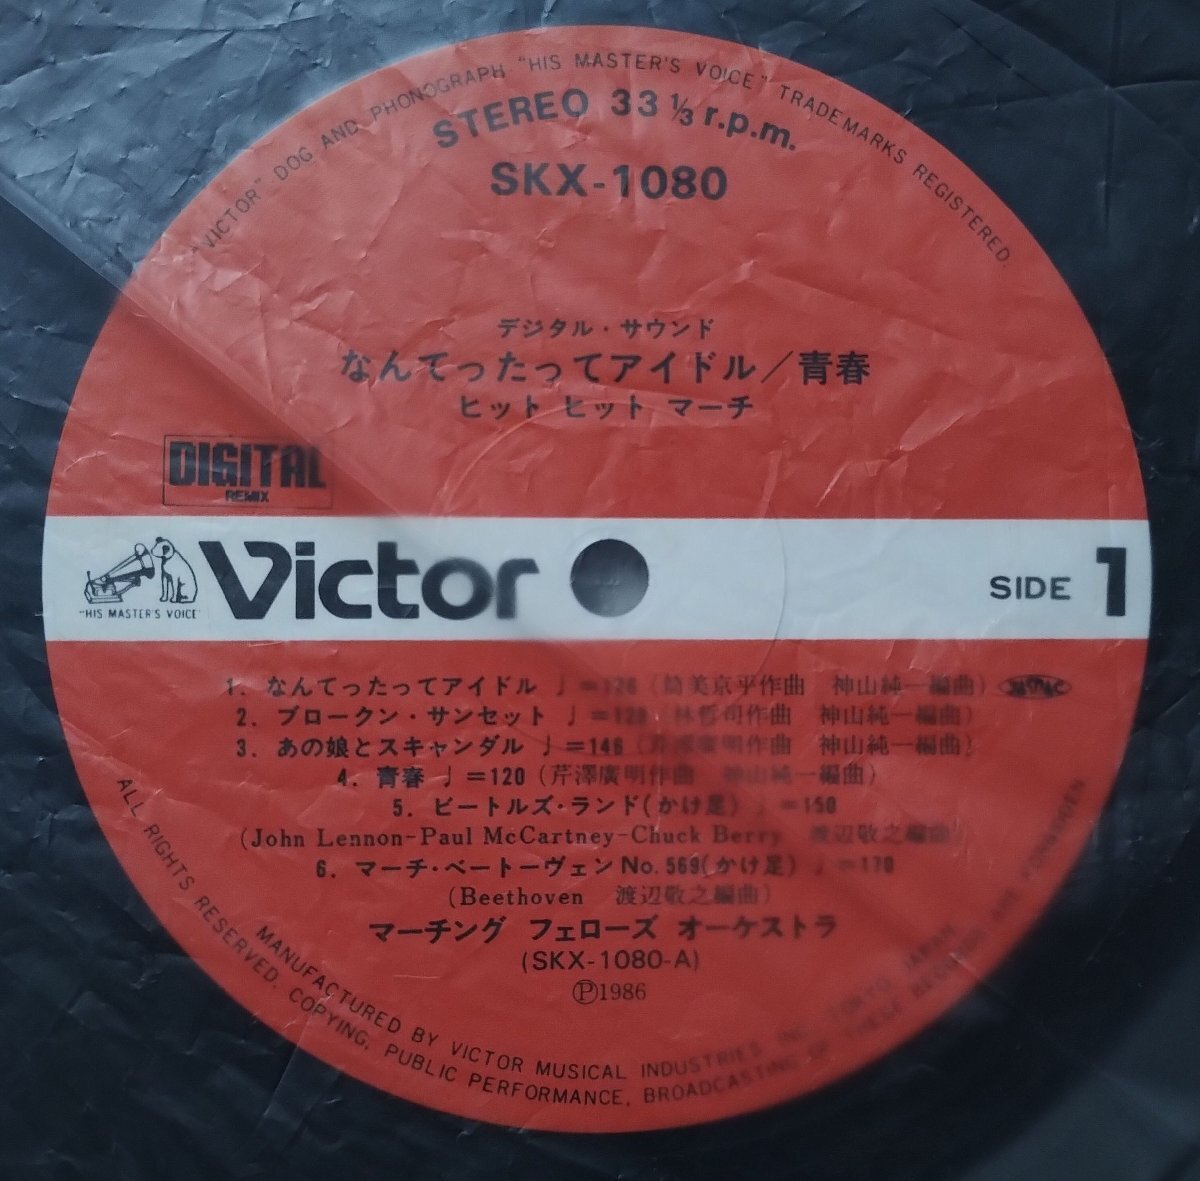 "VICTOR" DOG AND PHONOGRAPH "HIS MASTER'S VOICE" TRADEMARKS REGISTERED.
STEREO 33 1/3 r.p.m.
SKX-1080
デジタル・サウンド
なんてったってアイドル／青春
ヒット ヒット マーチ
DIGITAL
REMIX
"HIS MASTER'S VOICE"
Victor
SIDE 1
1. なんてったってアイドル ♩=126 (筒美京平作曲 神山純一編曲)
2. ブロークン・サンセット ♩=128 (林哲司作曲 神山純一編曲)
3. あの娘とスキャンダル ♩=146 (芹澤廣明作曲 神山純一編曲)
4. 青春 ♩=120 (芹澤廣明作曲 神山純一編曲)
5. ビートルズ・ランド(かけ足) ♩=150
(John Lennon-Paul McCartney-Chuck Berry 渡辺敬之編曲)
6. マーチ・ベートーヴェン No. 569(かけ足) ♩=170
(Beethoven 渡辺敬之編曲)
マーチング フェローズ オーケストラ
(SKX-1080-A)
Ⓟ1986
MANUFACTURED BY VICTOR MUSICAL INDUSTRIES INC. TOKYO, JAPAN
ALL RIGHTS RESERVED. COPYING, PUBLIC PERFORMANCE, BROADCASTING OF THESE RECORDS ARE FORBIDDEN